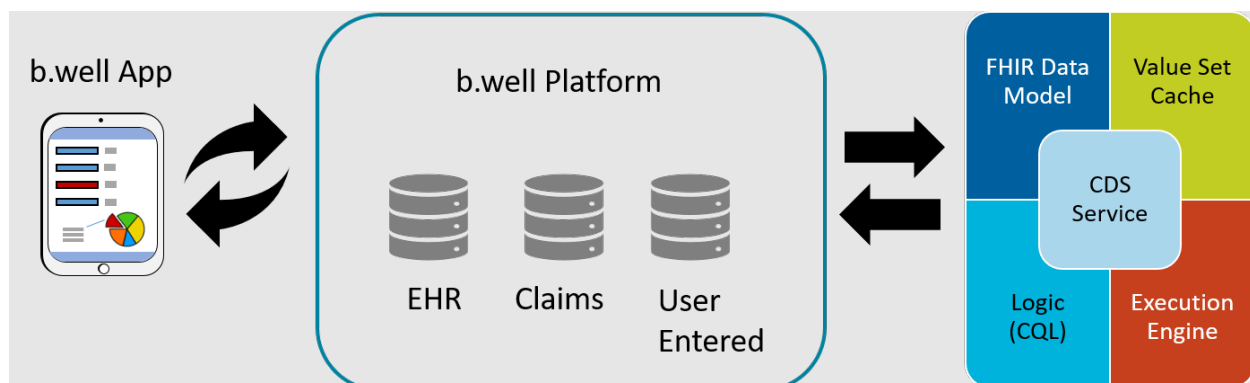 b.well App
b.well Platform
EHR
Claims
User
Entered
FHIR Data
Model
Value Set
Cache
CDS
Service
Logic
(CQL)
Execution
Engine